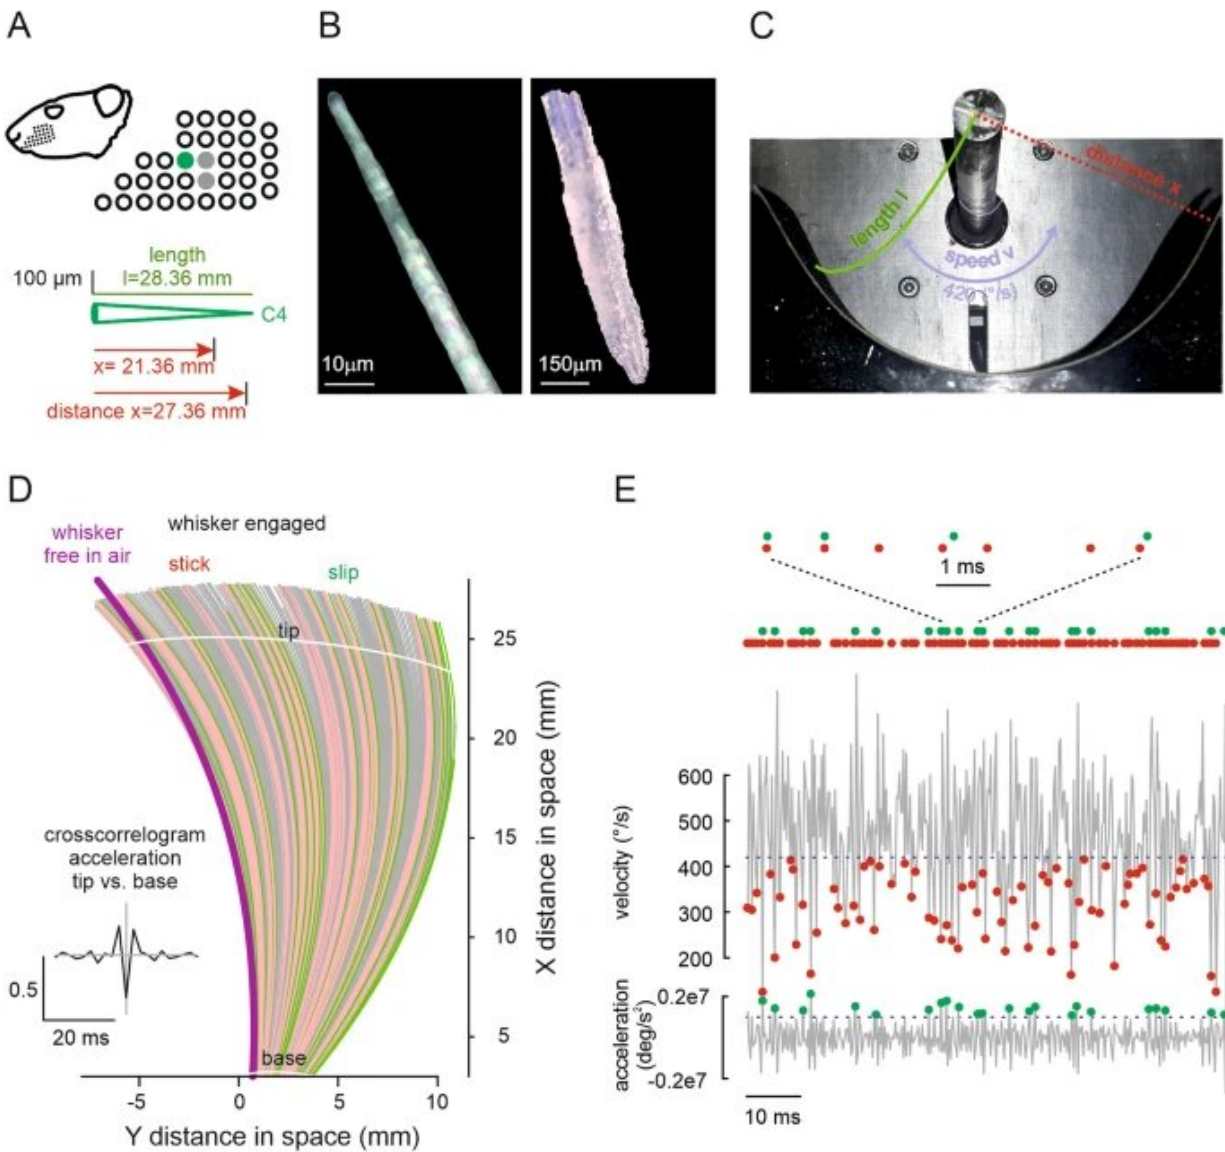 A
B
C
length
l=28.36 mm
100 µm
C4
x= 21.36 mm
distance x=27.36 mm
10µm
150µm
length l
distance x
speed v
420 (°/s)
D
whisker
free in air
whisker engaged
stick
slip
tip
base
25
20
15
10
5
X distance in space (mm)
crosscorrelogram
acceleration
tip vs. base
0.5
20 ms
-5
0
5
10
Y distance in space (mm)
E
1 ms
600
500
400
300
200
velocity (°/s)
0.2e7
-0.2e7
acceleration
(deg/s²)
10 ms